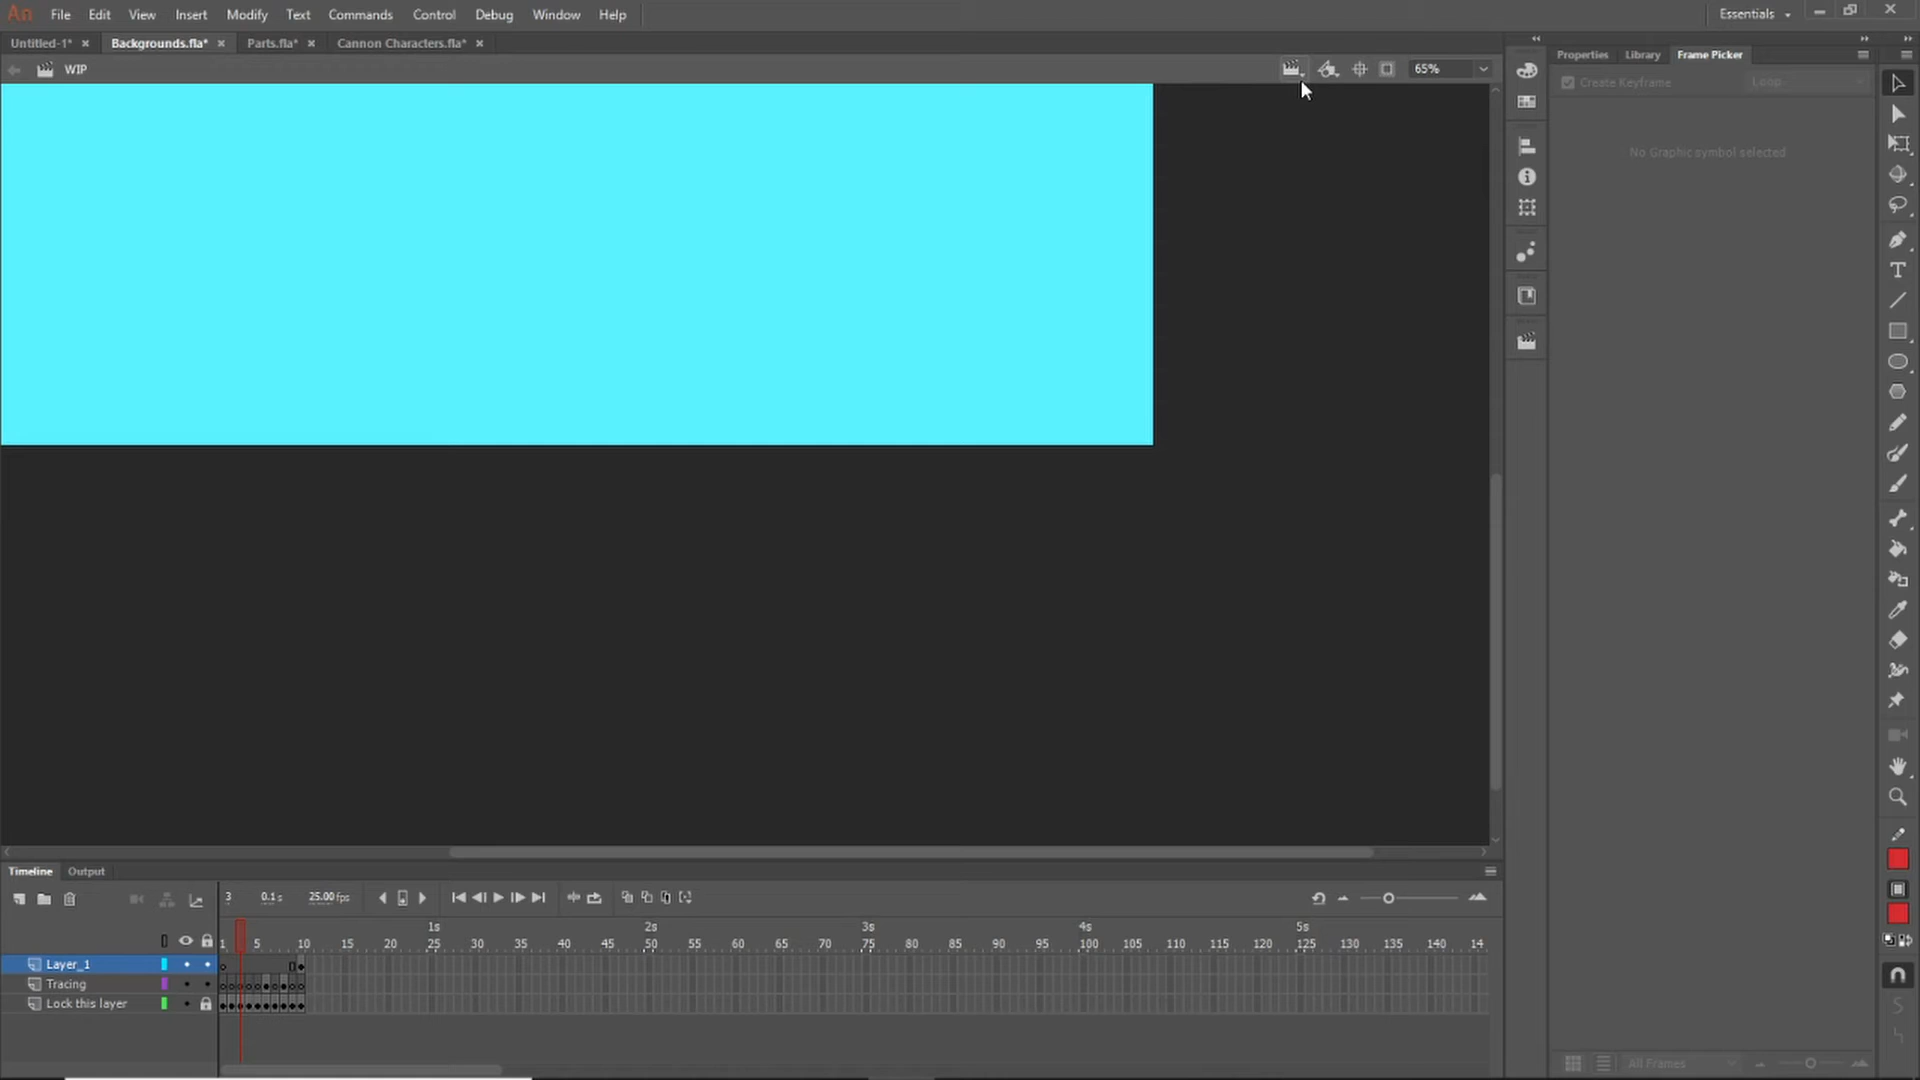 An File Edit View Insert Modify Text Commands Control Debug Window Help Essentials
Untitled-1* × Backgrounds.fla* × Parts.fla* × Cannon Characters.fla* ×
WIP 65%
Properties Library Frame Picker
Create Keyframe Loop
No Graphic symbol selected
Timeline Output
3 0.1 s 25.00 fps
1s 2s 3s 4s 5s
1 5 10 15 20 25 30 35 40 45 50 55 60 65 70 75 80 85 90 95 100 105 110 115 120 125 130 135 140 14
Layer_1
Tracing
Lock this layer
All Frames